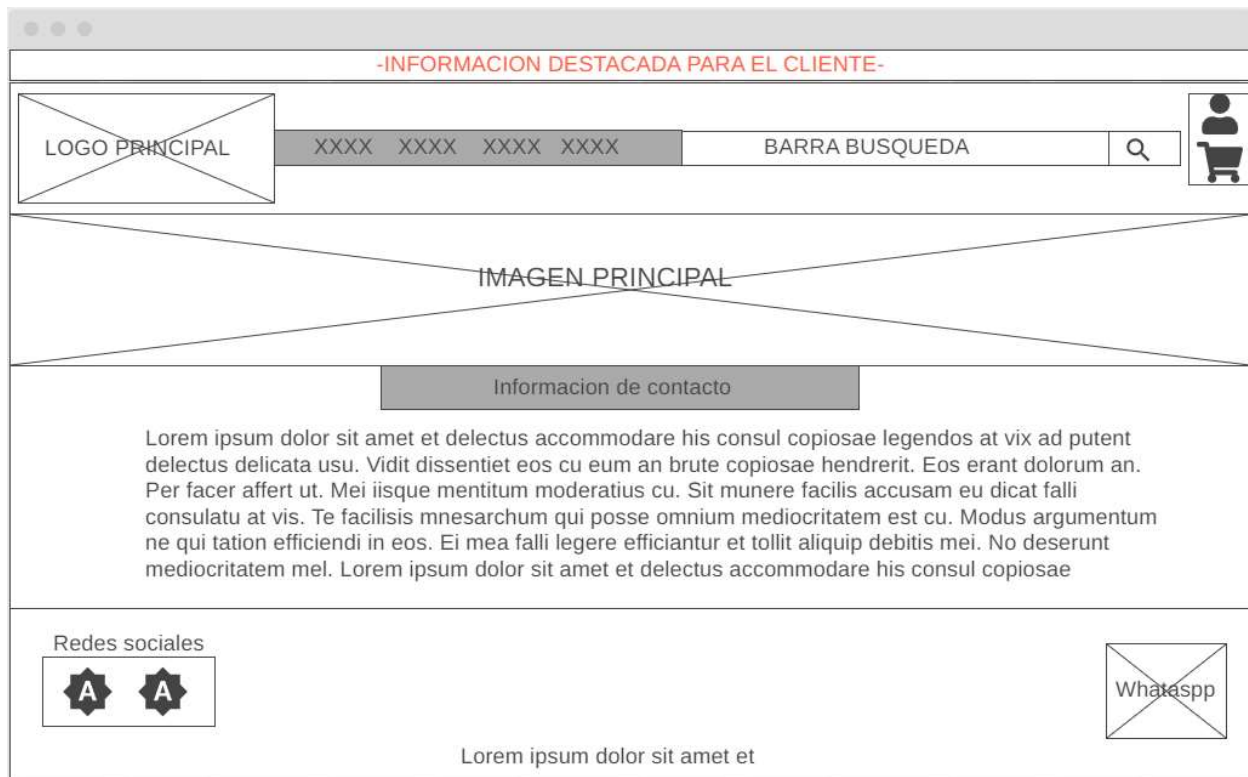 -INFORMACION DESTACADA PARA EL CLIENTE-
LOGO PRINCIPAL
XXXX XXXX XXXX XXXX
BARRA BUSQUEDA
IMAGEN PRINCIPAL
Informacion de contacto
Lorem ipsum dolor sit amet et delectus accommodare his consul copiosae legendos at vix ad putent
delectus delicata usu. Vidit dissentiet eos cu eum an brute copiosae hendrerit. Eos erant dolorum an.
Per facer affert ut. Mei iisque mentitum moderatius cu. Sit munere facilis accusam eu dicat falli
consulatu at vis. Te facilisis mnesarchum qui posse omnium mediocritatem est cu. Modus argumentum
ne qui tation efficiendi in eos. Ei mea falli legere efficiantur et tollit aliquip debitis mei. No deserunt
mediocritatem mel. Lorem ipsum dolor sit amet et delectus accommodare his consul copiosae
Redes sociales
A A
Whataspp
Lorem ipsum dolor sit amet et